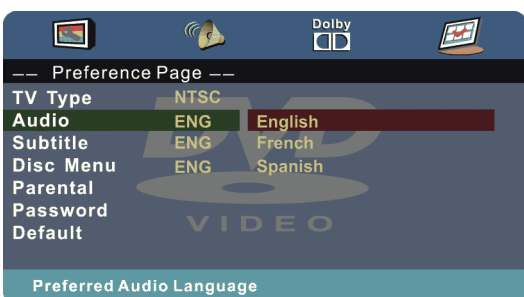 Dolby
-- Preference Page --
TV Type NTSC
Audio ENG English
Subtitle ENG French
Disc Menu ENG Spanish
Parental
Password
Default
DVD
VIDEO
Preferred Audio Language